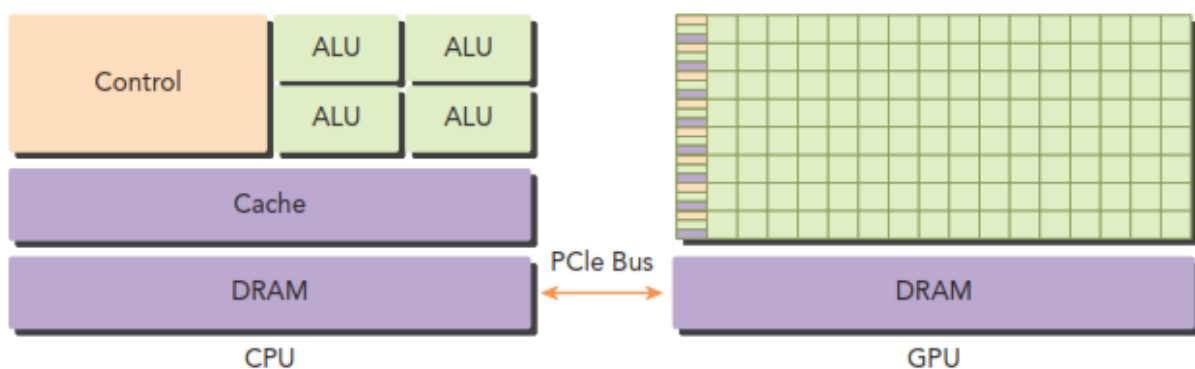 Control
ALU
ALU
ALU
ALU
Cache
DRAM
CPU
PCIe Bus
DRAM
GPU